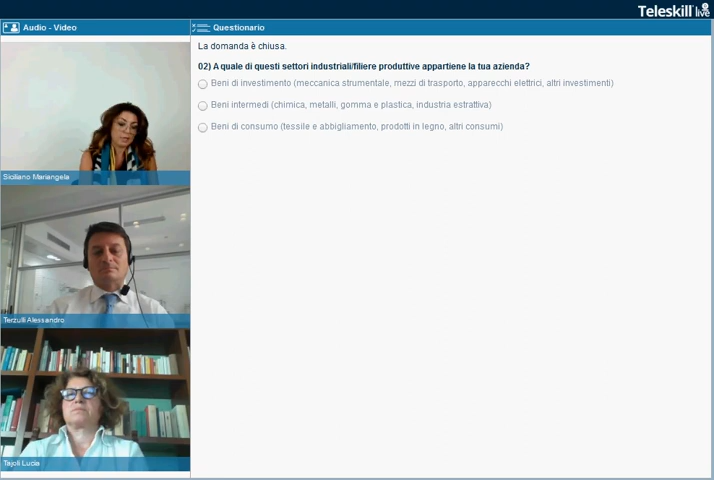 Teleskill live
Audio - Video
Questionario
La domanda è chiusa.
02) A quale di questi settori industriali/filiere produttive appartiene la tua azienda?
Beni di investimento (meccanica strumentale, mezzi di trasporto, apparecchi elettrici, altri investimenti)
Beni intermedi (chimica, metalli, gomma e plastica, industria estrattiva)
Beni di consumo (tessile e abbigliamento, prodotti in legno, altri consumi)
Siciliano Mariangela
Terzulli Alessandro
Tajoli Lucia